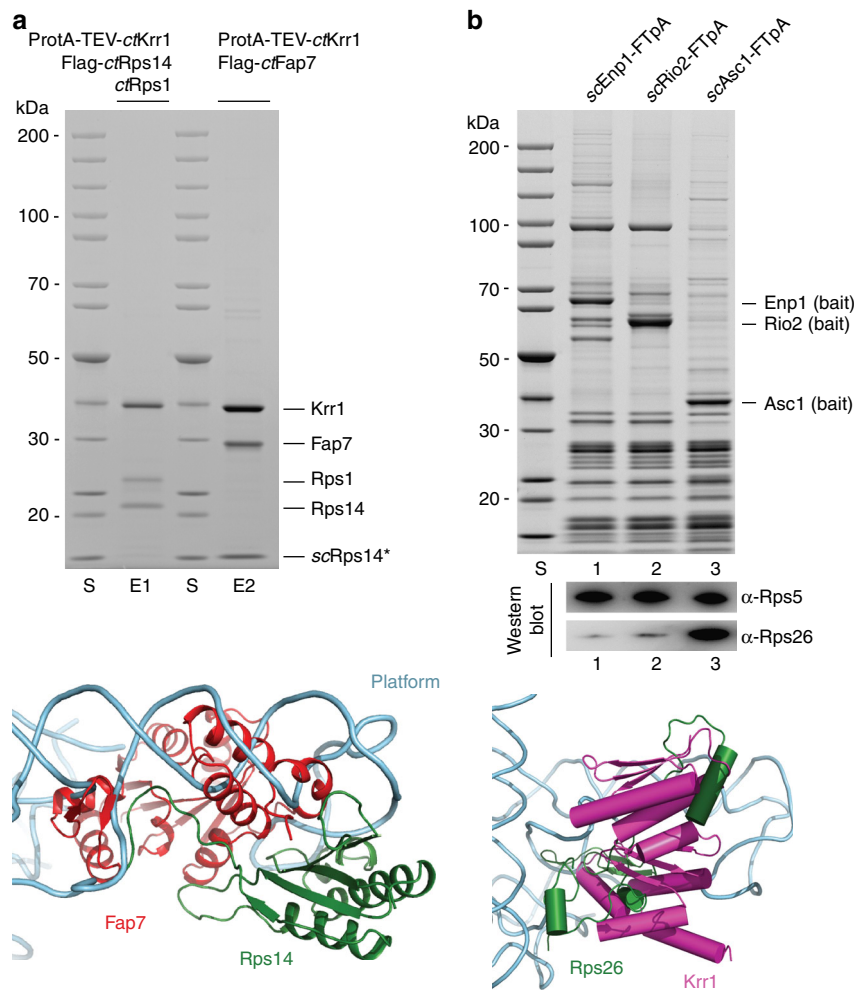 a
ProtA-TEV-ctKrr1
Flag-ctRps14
ctRps1
ProtA-TEV-ctKrr1
Flag-ctFap7
kDa
200
100
70
50
30
20
Krr1
Fap7
Rps1
Rps14
scRps14*
S E1 S E2
Platform
Fap7
Rps14
b
scEnp1-FTpA
scRio2-FTpA
scAsc1-FTpA
kDa
200
100
70
50
30
20
Enp1 (bait)
Rio2 (bait)
Asc1 (bait)
S 1 2 3
Western
blot
α-Rps5
α-Rps26
1 2 3
Rps26
Krr1